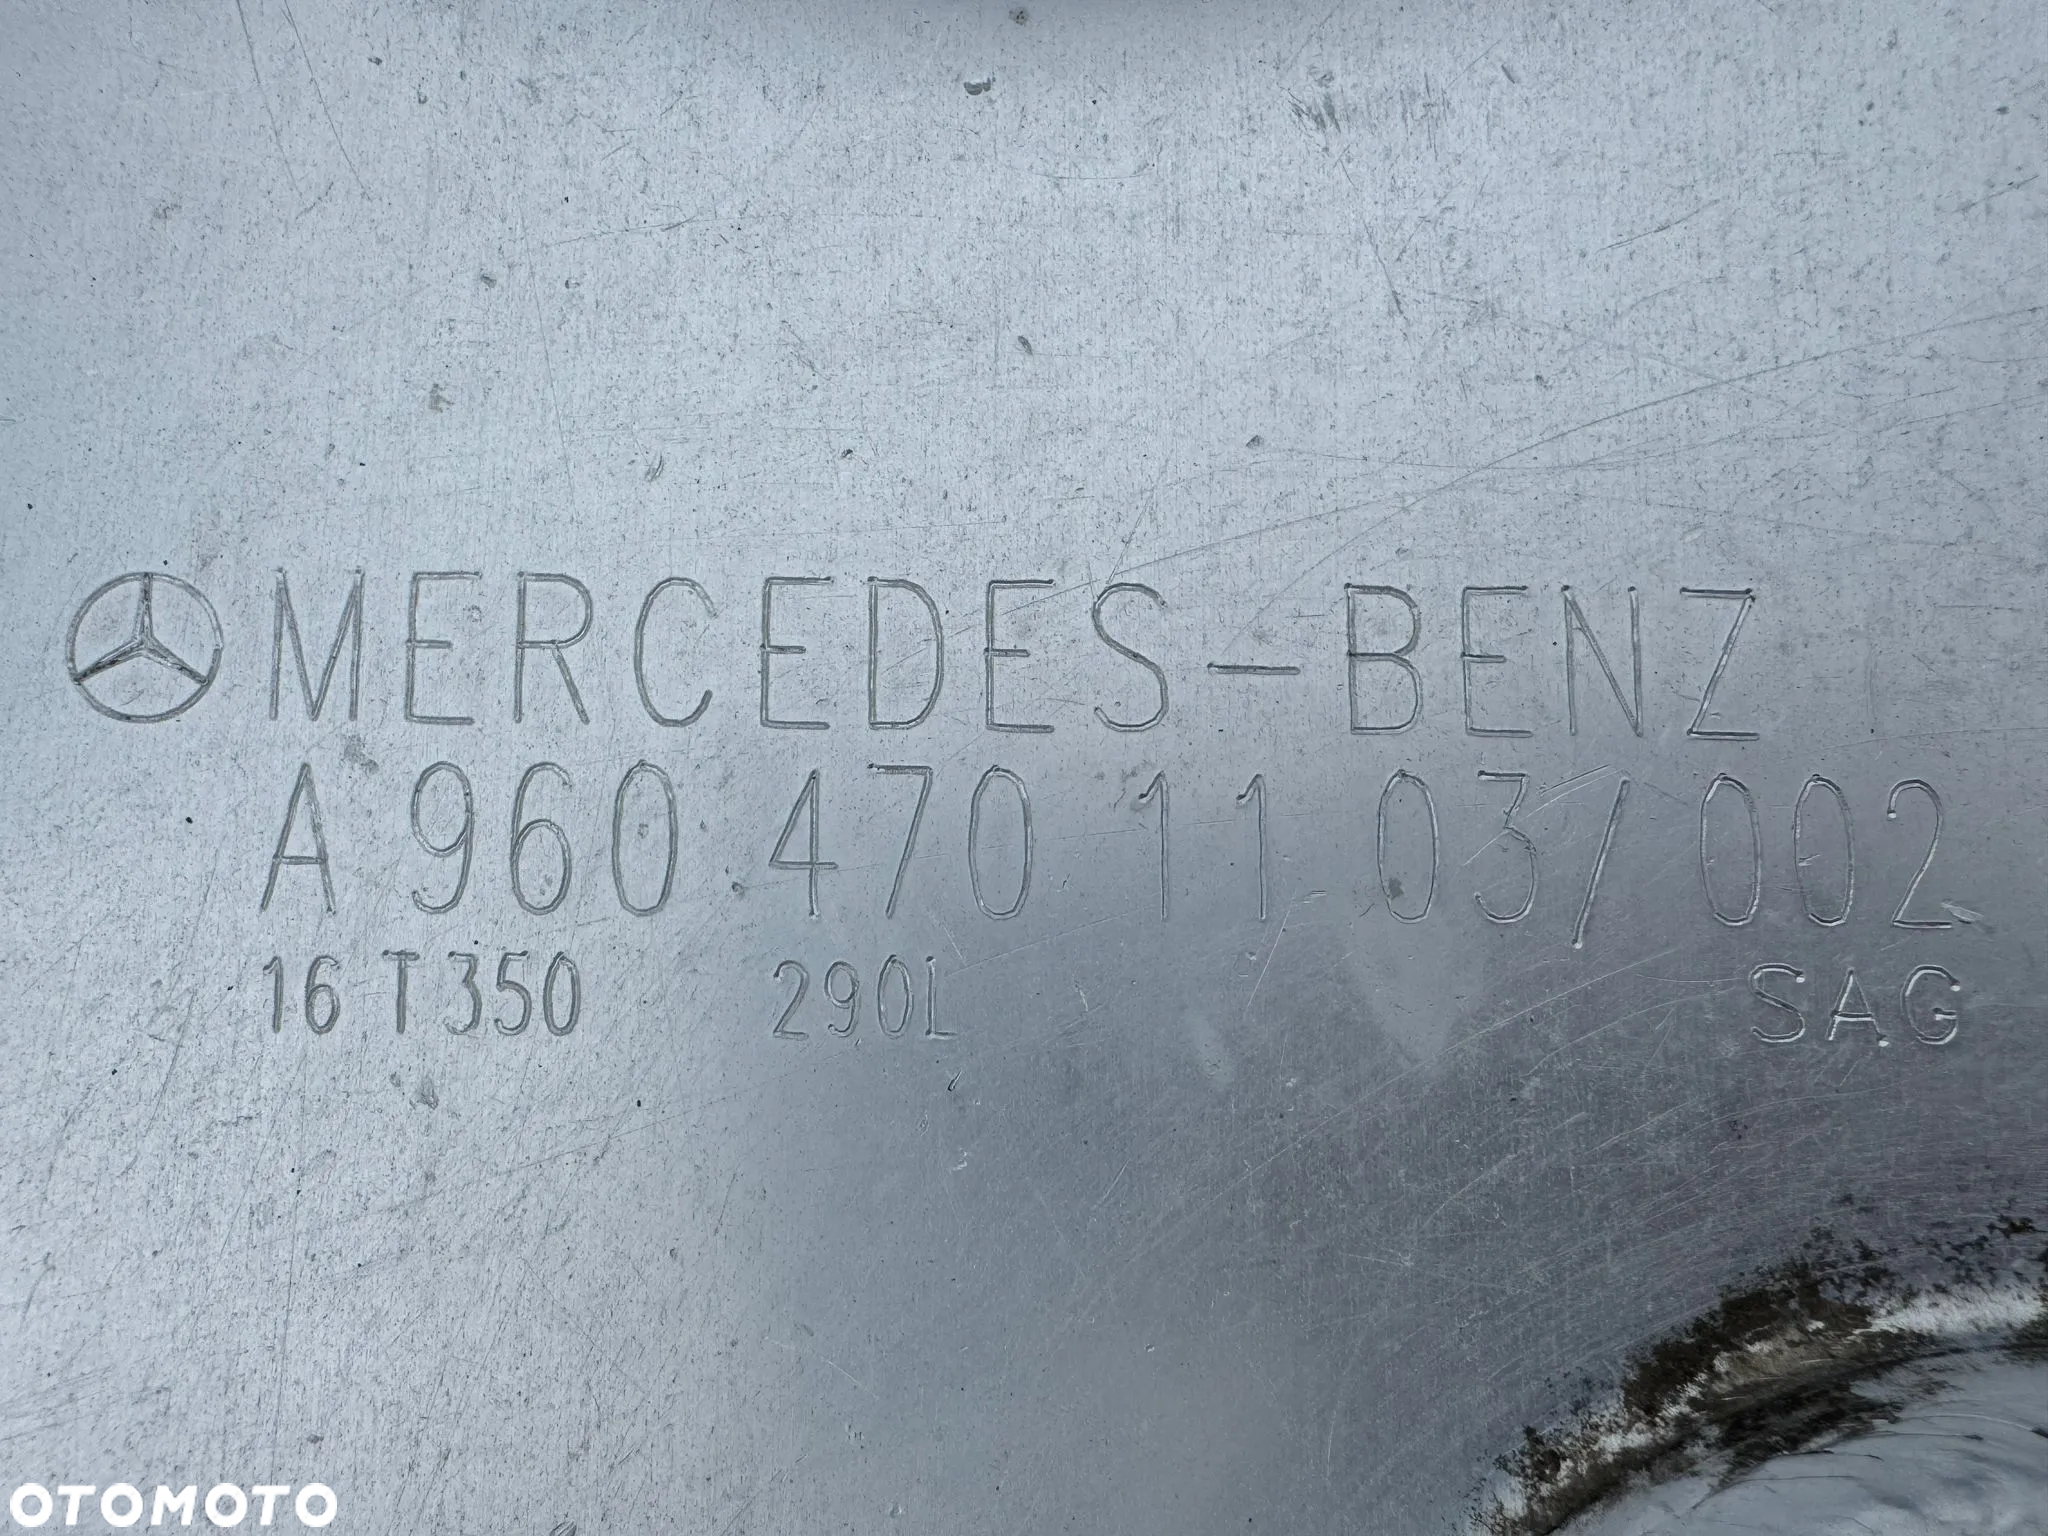 MERCEDES-BENZ
A 960 470 11 03/002
16 T350 290L SAG
OTOMOTO